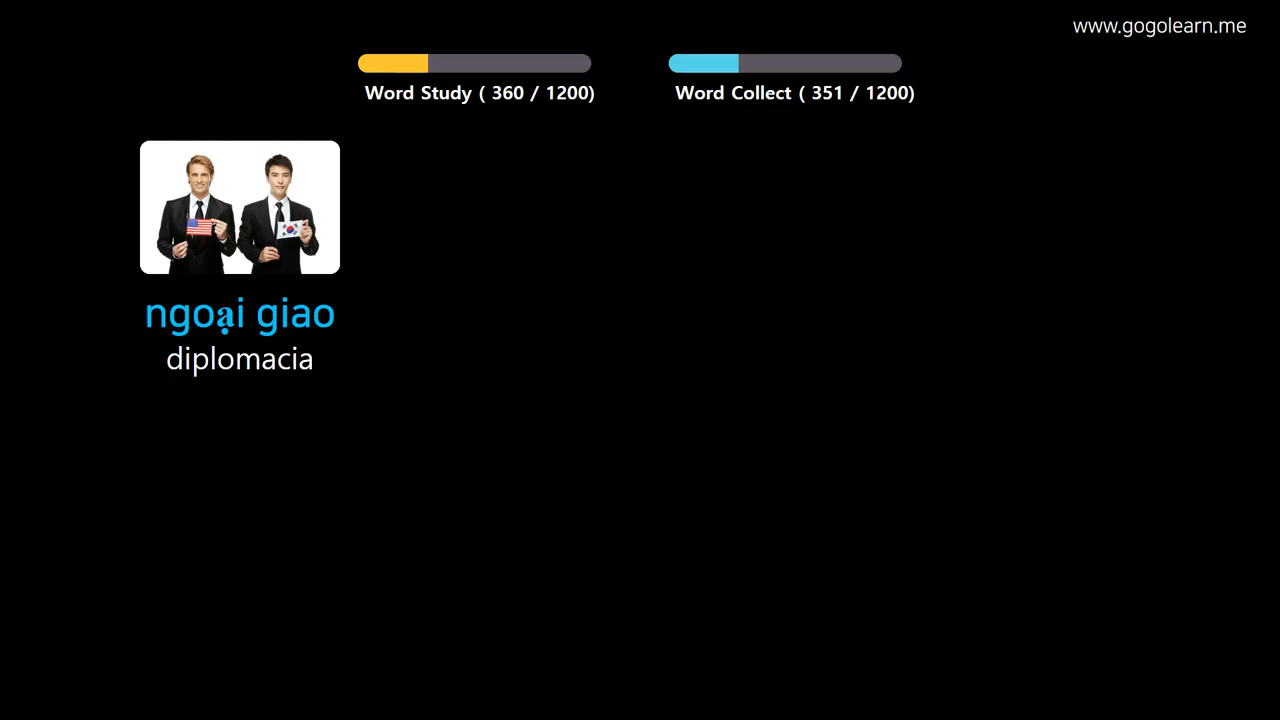 www.gogolearn.me
Word Study ( 360 / 1200)
Word Collect ( 351 / 1200)
ngoại giao
diplomacia